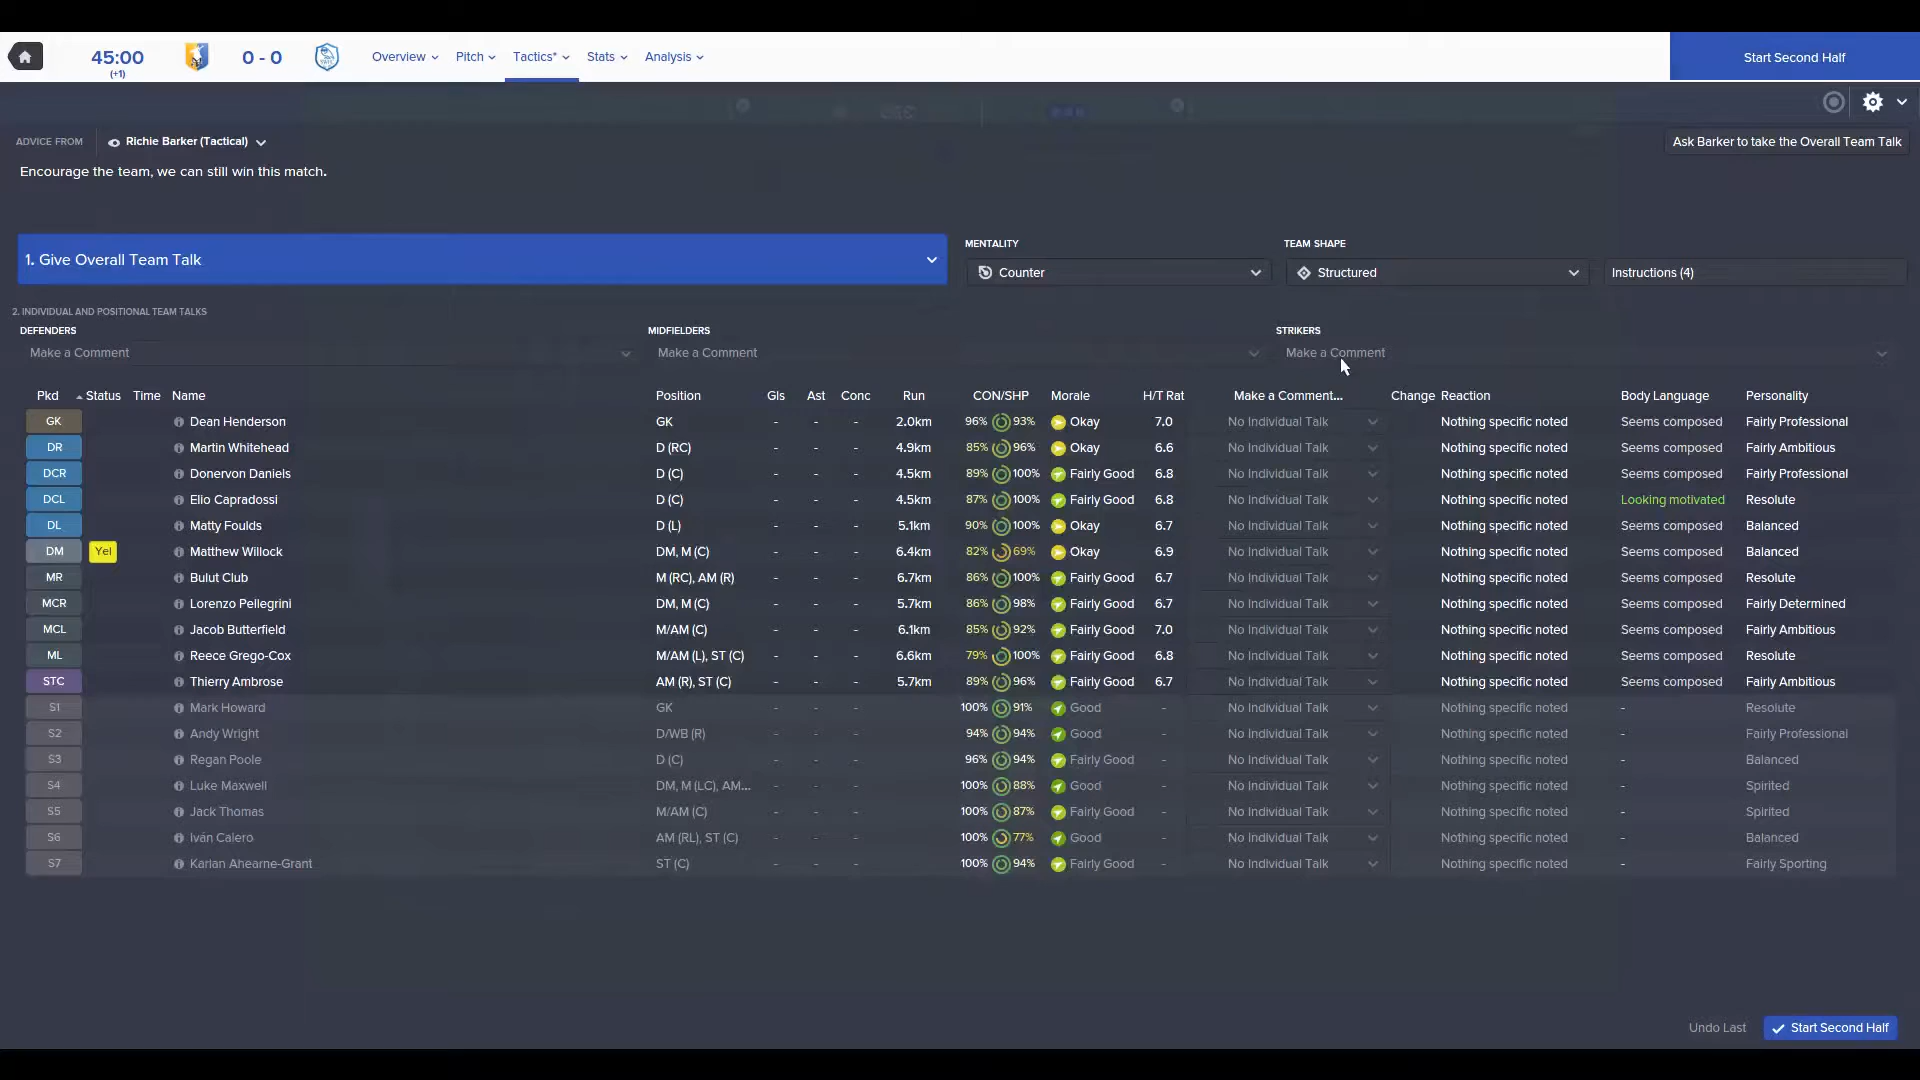 45:00 0 - 0 Overview Pitch Tactics* Stats Analysis Start Second Half
(+1)
ADVICE FROM Richie Barker (Tactical) Ask Barker to take the Overall Team Talk
Encourage the team, we can still win this match.
MENTALITY TEAM SHAPE
1. Give Overall Team Talk Counter Structured Instructions (4)
2. INDIVIDUAL AND POSITIONAL TEAM TALKS
DEFENDERS MIDFIELDERS STRIKERS
Make a Comment Make a Comment Make a Comment
Pkd Status Time Name Position Gls Ast Conc Run CON/SHP Morale H/T Rat Make a Comment... Change Reaction Body Language Personality
GK Dean Henderson GK - - - 2.0km 96% 93% Okay 7.0 No Individual Talk Nothing specific noted Seems composed Fairly Professional
DR Martin Whitehead D (RC) - - - 4.9km 85% 96% Okay 6.6 No Individual Talk Nothing specific noted Seems composed Fairly Ambitious
DCR Donervon Daniels D (C) - - - 4.5km 89% 100% Fairly Good 6.8 No Individual Talk Nothing specific noted Seems composed Fairly Professional
DCL Elio Capradossi D (C) - - - 4.5km 87% 100% Fairly Good 6.8 No Individual Talk Nothing specific noted Looking motivated Resolute
DL Matty Foulds D (L) - - - 5.1km 90% 100% Okay 6.7 No Individual Talk Nothing specific noted Seems composed Balanced
DM Yel Matthew Willock DM, M (C) - - - 6.4km 82% 69% Okay 6.9 No Individual Talk Nothing specific noted Seems composed Balanced
MR Bulut Club M (RC), AM (R) - - - 6.7km 86% 100% Fairly Good 6.7 No Individual Talk Nothing specific noted Seems composed Resolute
MCR Lorenzo Pellegrini DM, M (C) - - - 5.7km 86% 98% Fairly Good 6.7 No Individual Talk Nothing specific noted Seems composed Fairly Determined
MCL Jacob Butterfield M/AM (C) - - - 6.1km 85% 92% Fairly Good 7.0 No Individual Talk Nothing specific noted Seems composed Fairly Ambitious
ML Reece Grego-Cox M/AM (L), ST (C) - - - 6.6km 79% 100% Fairly Good 6.8 No Individual Talk Nothing specific noted Seems composed Resolute
STC Thierry Ambrose AM (R), ST (C) - - - 5.7km 89% 96% Fairly Good 6.7 No Individual Talk Nothing specific noted Seems composed Fairly Ambitious
S1 Mark Howard GK - - - 100% 91% Good - No Individual Talk Nothing specific noted - Resolute
S2 Andy Wright D/WB (R) - - - 94% 94% Good - No Individual Talk Nothing specific noted - Fairly Professional
S3 Regan Poole D (C) - - - 96% 94% Fairly Good - No Individual Talk Nothing specific noted - Balanced
S4 Luke Maxwell DM, M (LC), AM... - - - 100% 88% Good - No Individual Talk Nothing specific noted - Spirited
S5 Jack Thomas M/AM (C) - - - 100% 87% Fairly Good - No Individual Talk Nothing specific noted - Spirited
S6 Iván Calero AM (RL), ST (C) - - - 100% 77% Good - No Individual Talk Nothing specific noted - Balanced
S7 Karlan Ahearne-Grant ST (C) - - - 100% 94% Fairly Good - No Individual Talk Nothing specific noted - Fairly Sporting
Undo Last Start Second Half